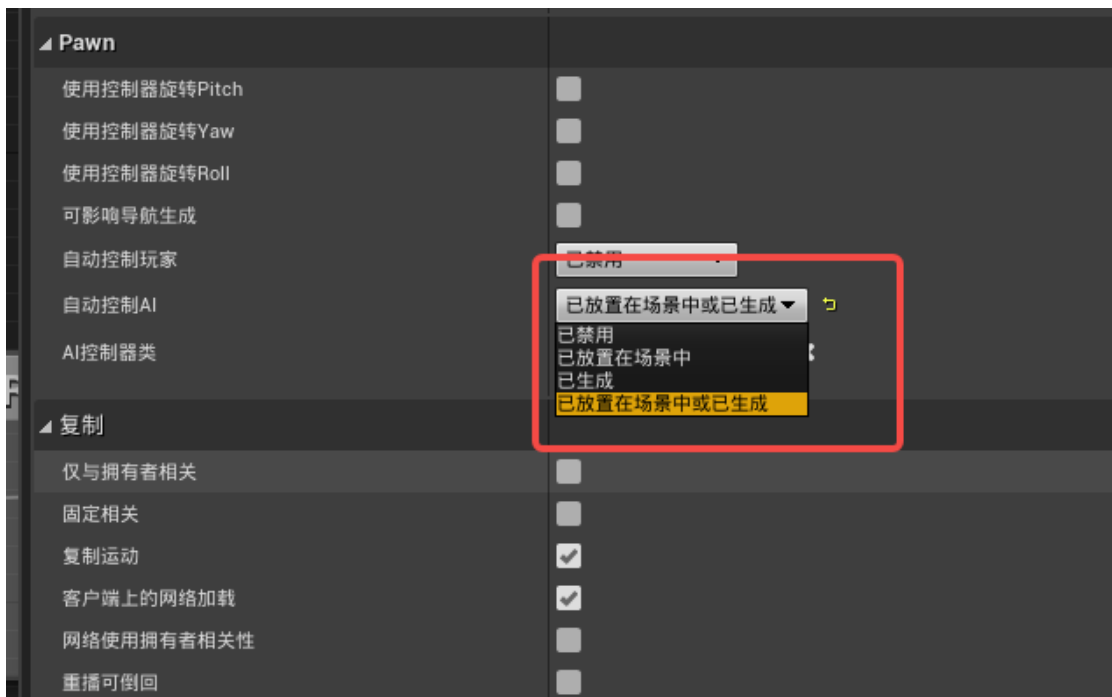 Pawn
使用控制器旋转Pitch
使用控制器旋转Yaw
使用控制器旋转Roll
可影响导航生成
自动控制玩家 已禁用
自动控制AI 已放置在场景中或已生成
已禁用
AI控制器类 已放置在场景中
已生成
已放置在场景中或已生成
复制
仅与拥有者相关
固定相关
复制运动
客户端上的网络加载
网络使用拥有者相关性
重播可倒回